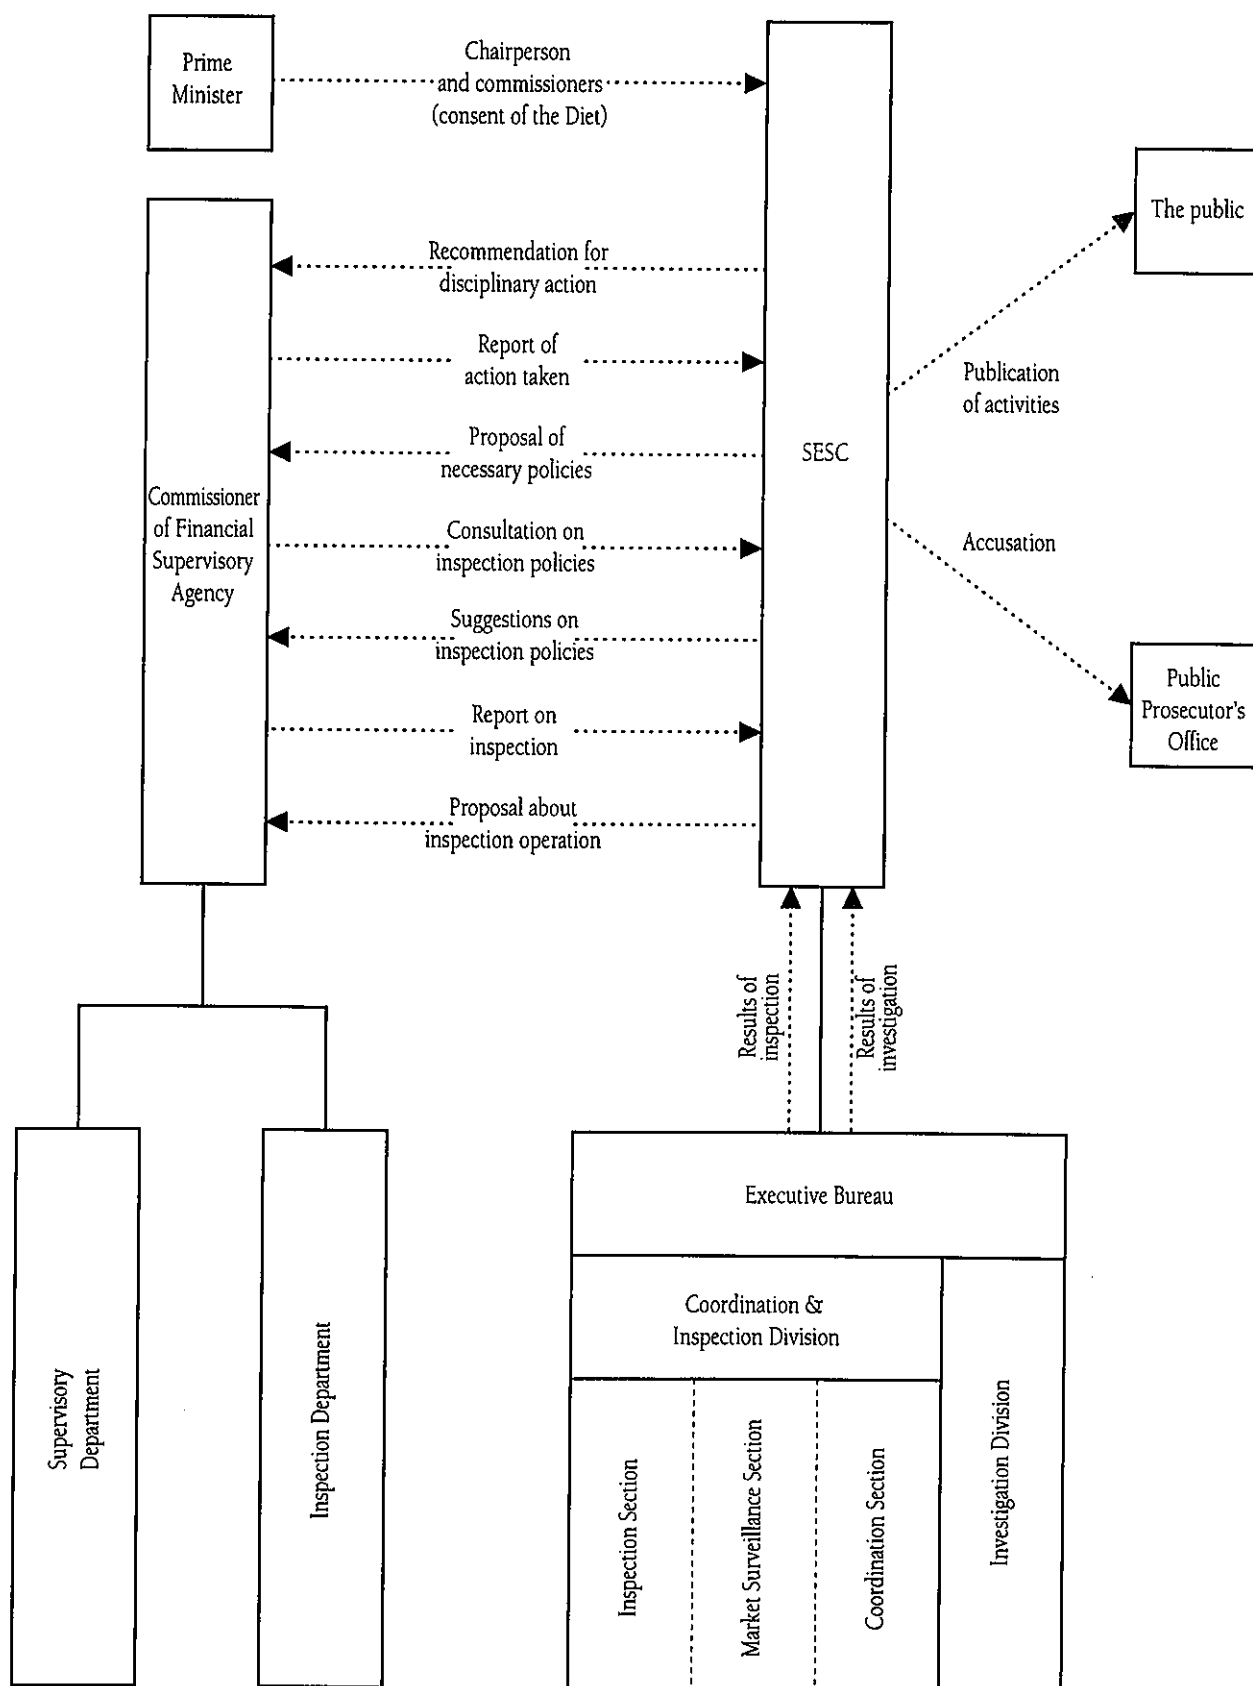 Prime
Minister
Chairperson
and commissioners
(consent of the Diet)
The public
Recommendation for
disciplinary action
Report of
action taken
Publication
of activities
Proposal of
necessary policies
SESC
Commissioner
of Financial
Supervisory
Agency
Consultation on
inspection policies
Accusation
Suggestions on
inspection policies
Public
Prosecutor's
Office
Report on
inspection
Proposal about
inspection operation
Results of
inspection
Results of
investigation
Executive Bureau
Coordination &
Inspection Division
Supervisory
Department
Inspection Department
Inspection Section
Market Surveillance Section
Coordination Section
Investigation Division